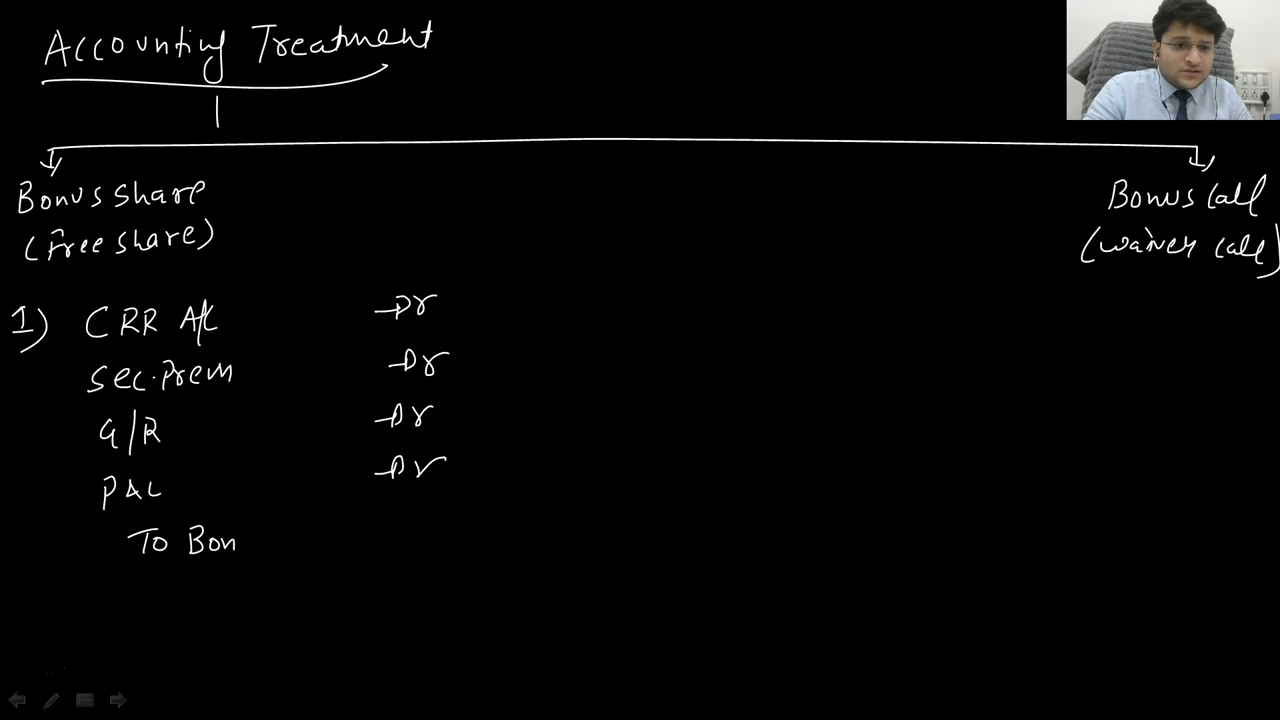 Accounting Treatment
Bonus share
(Free share)
Bonus Call
(waiver call)
1) CRR A/c Dr
Sec. Prem Dr
G/R Dr
P&L Dr
To Bon